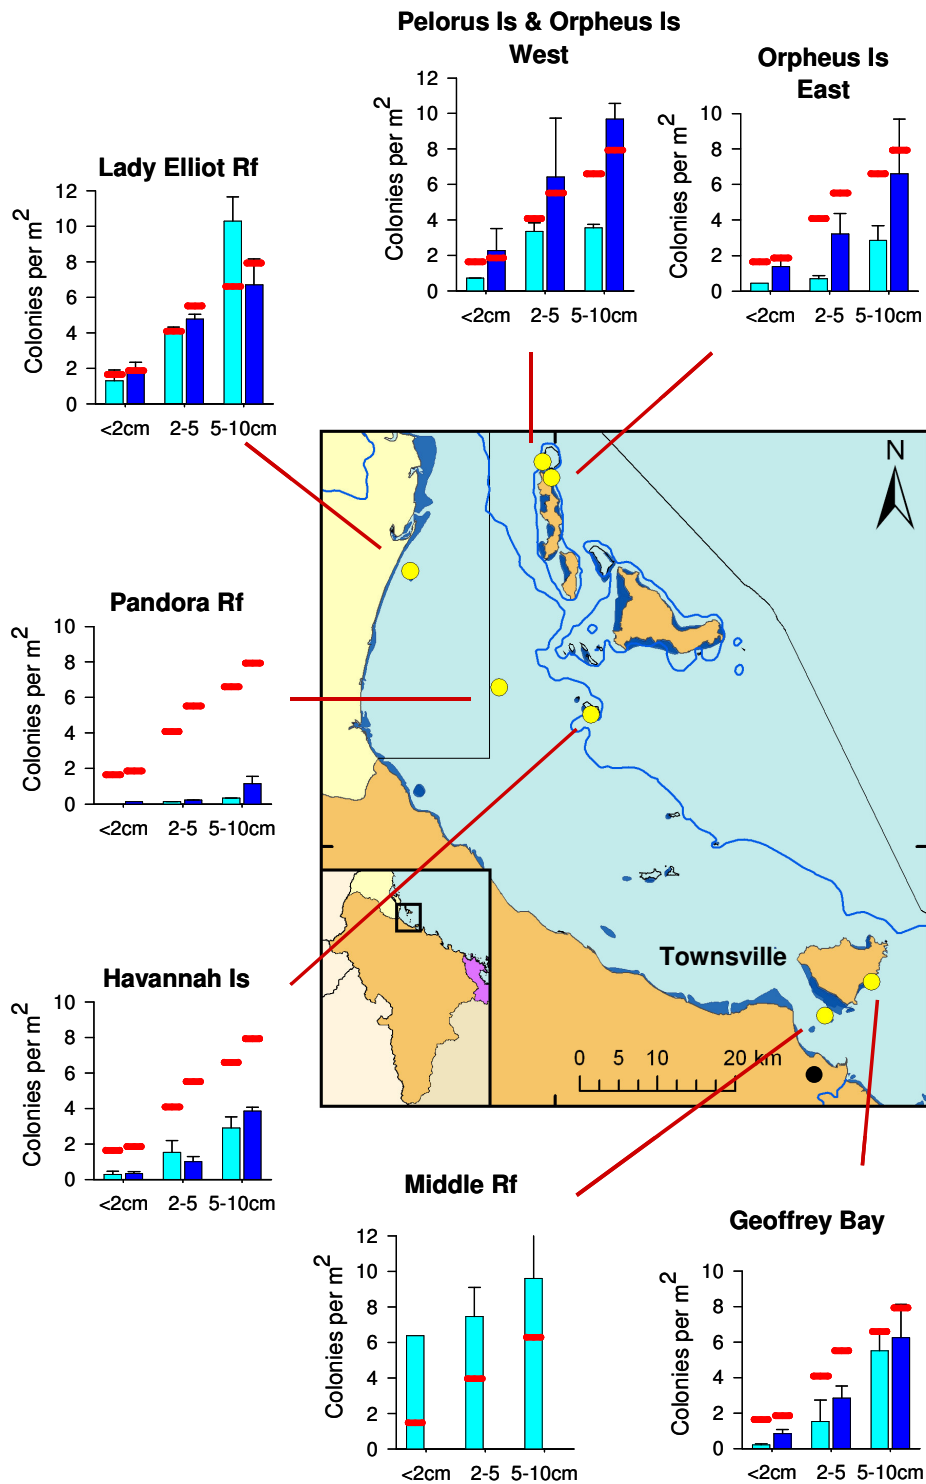 Pelorus Is & Orpheus Is
West
Colonies per m2
12
10
8
6
4
2
0
<2cm 2-5 5-10cm
Orpheus Is
East
Colonies per m2
10
8
6
4
2
0
<2cm 2-5 5-10cm
Lady Elliot Rf
Colonies per m2
12
10
8
6
4
2
0
<2cm 2-5 5-10cm
N
Pandora Rf
Colonies per m2
10
8
6
4
2
0
<2cm 2-5 5-10cm
Havannah Is
Colonies per m2
10
8
6
4
2
0
<2cm 2-5 5-10cm
Townsville
0 5 10 20 km
Middle Rf
Colonies per m2
12
10
8
6
4
2
0
<2cm 2-5 5-10cm
Geoffrey Bay
Colonies per m2
10
8
6
4
2
0
<2cm 2-5 5-10cm